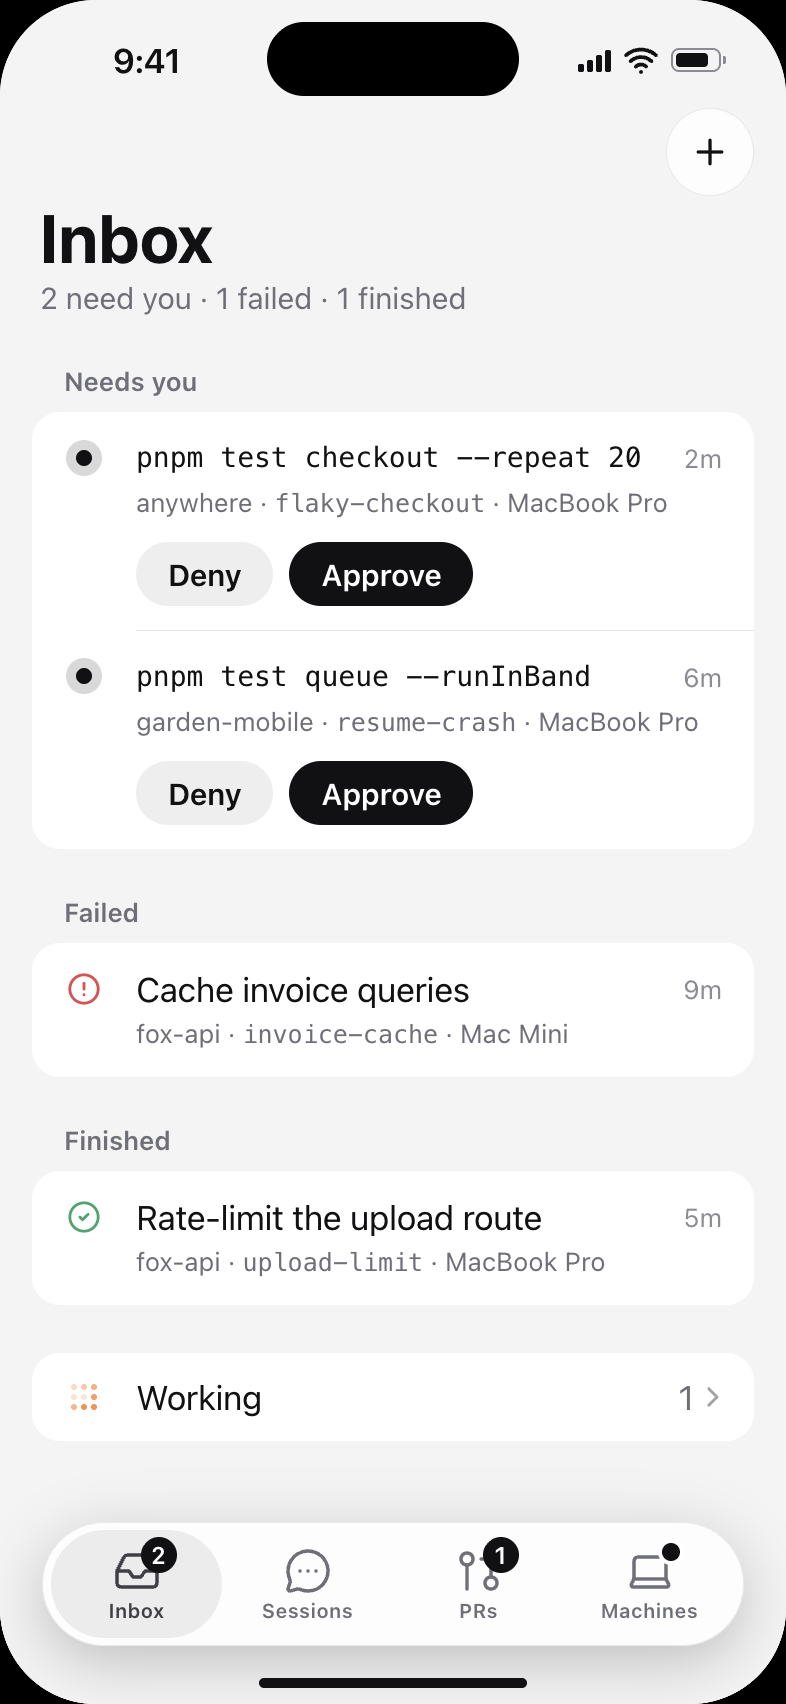 9:41
Inbox
2 need you · 1 failed · 1 finished
Needs you
pnpm test checkout --repeat 20 2m
anywhere · flaky-checkout · MacBook Pro
Deny Approve
pnpm test queue --runInBand 6m
garden-mobile · resume-crash · MacBook Pro
Deny Approve
Failed
Cache invoice queries 9m
fox-api · invoice-cache · Mac Mini
Finished
Rate-limit the upload route 5m
fox-api · upload-limit · MacBook Pro
Working 1
2 1
Inbox Sessions PRs Machines